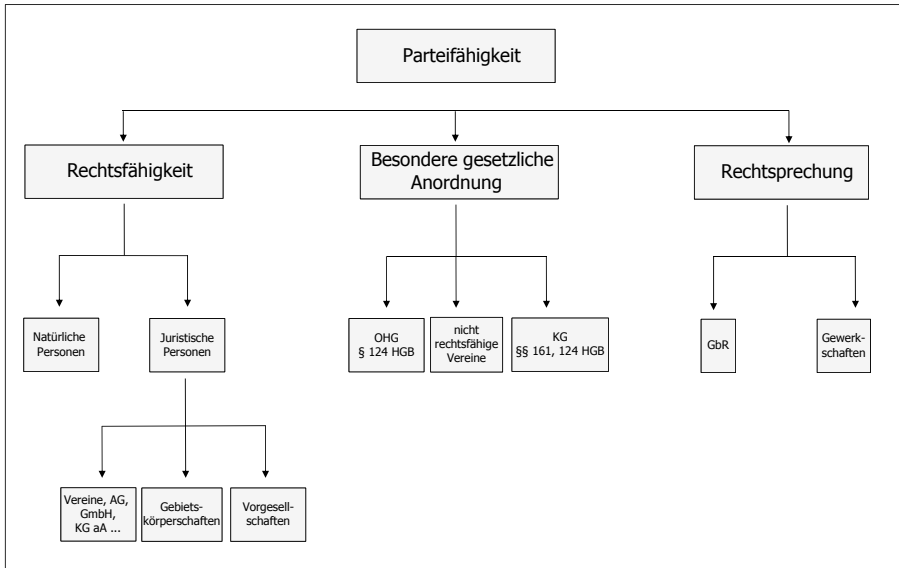 Parteifähigkeit
Rechtsfähigkeit
Besondere gesetzliche
Anordnung
Rechtsprechung
Natürliche
Personen
Juristische
Personen
OHG
§ 124 HGB
nicht
rechtsfähige
Vereine
KG
§§ 161, 124 HGB
GbR
Gewerk-
schaften
Vereine, AG,
GmbH,
KG aA ...
Gebiets-
körperschaften
Vorgesell-
schaften